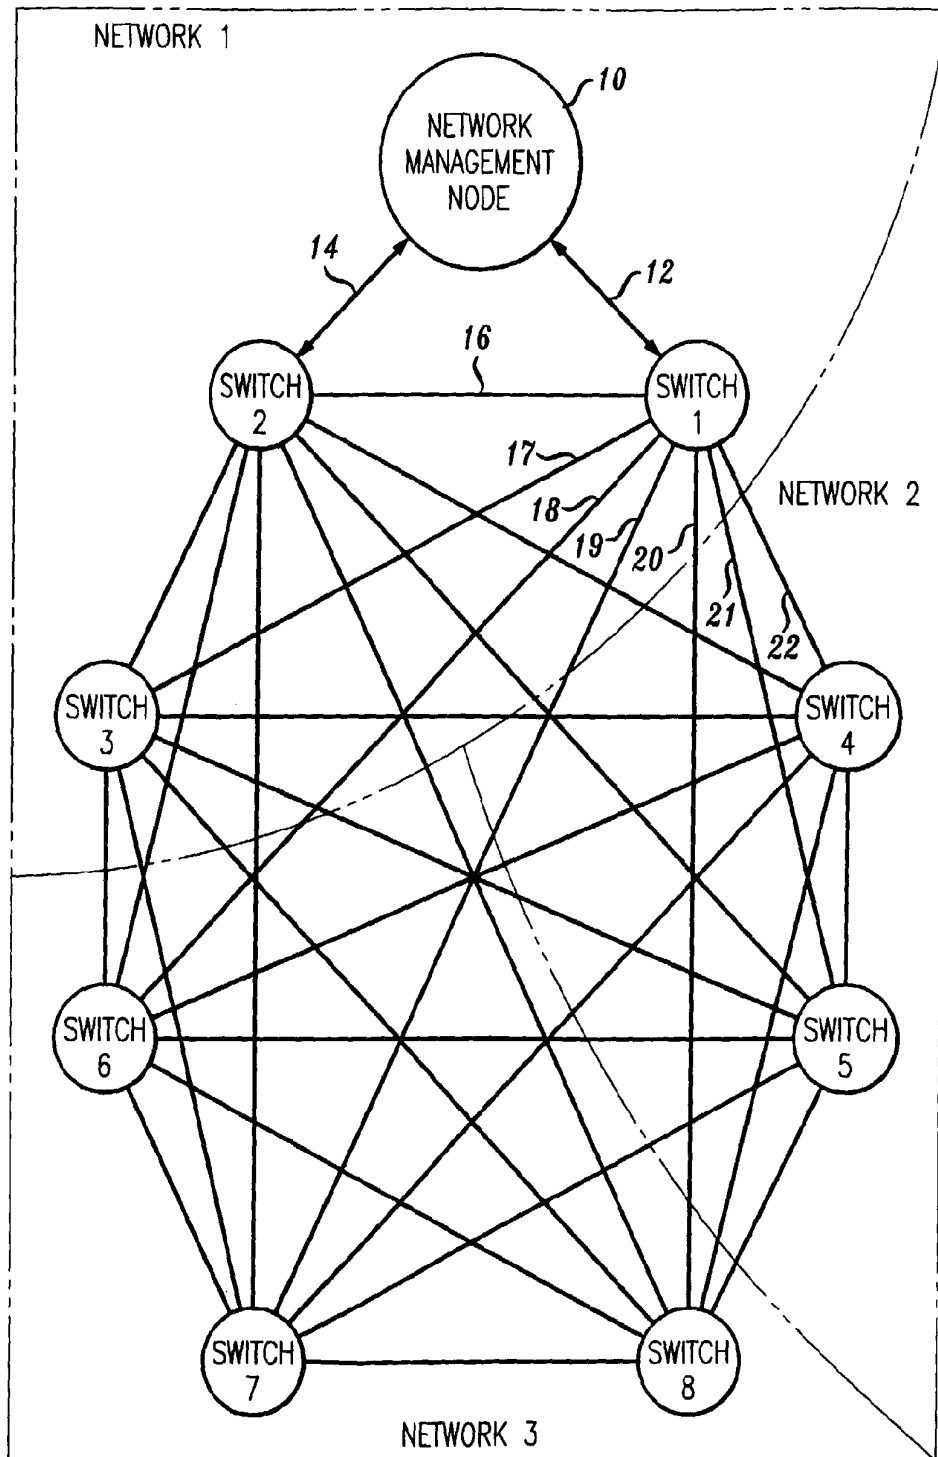 NETWORK 1
10
NETWORK
MANAGEMENT
NODE
14
12
16
SWITCH
2
SWITCH
1
17
18
19
20
21
22
NETWORK 2
SWITCH
3
SWITCH
4
SWITCH
6
SWITCH
5
SWITCH
7
SWITCH
8
NETWORK 3